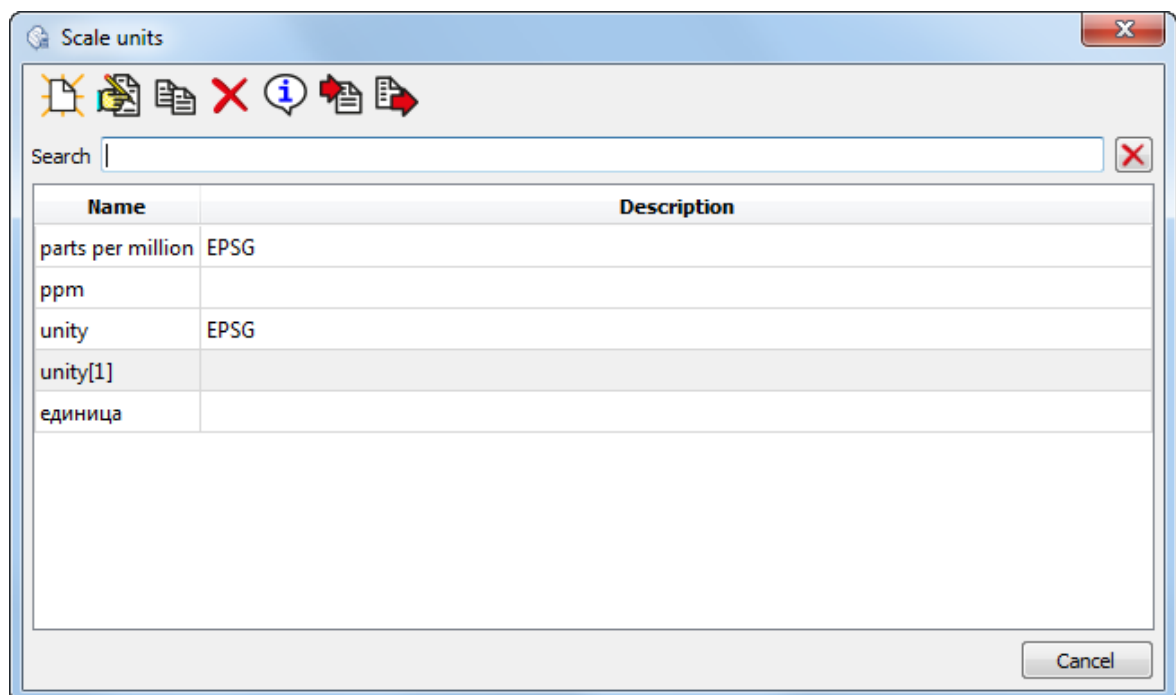 Scale units
Search
Name Description
parts per million EPSG
ppm
unity EPSG
unity[1]
единица
Cancel